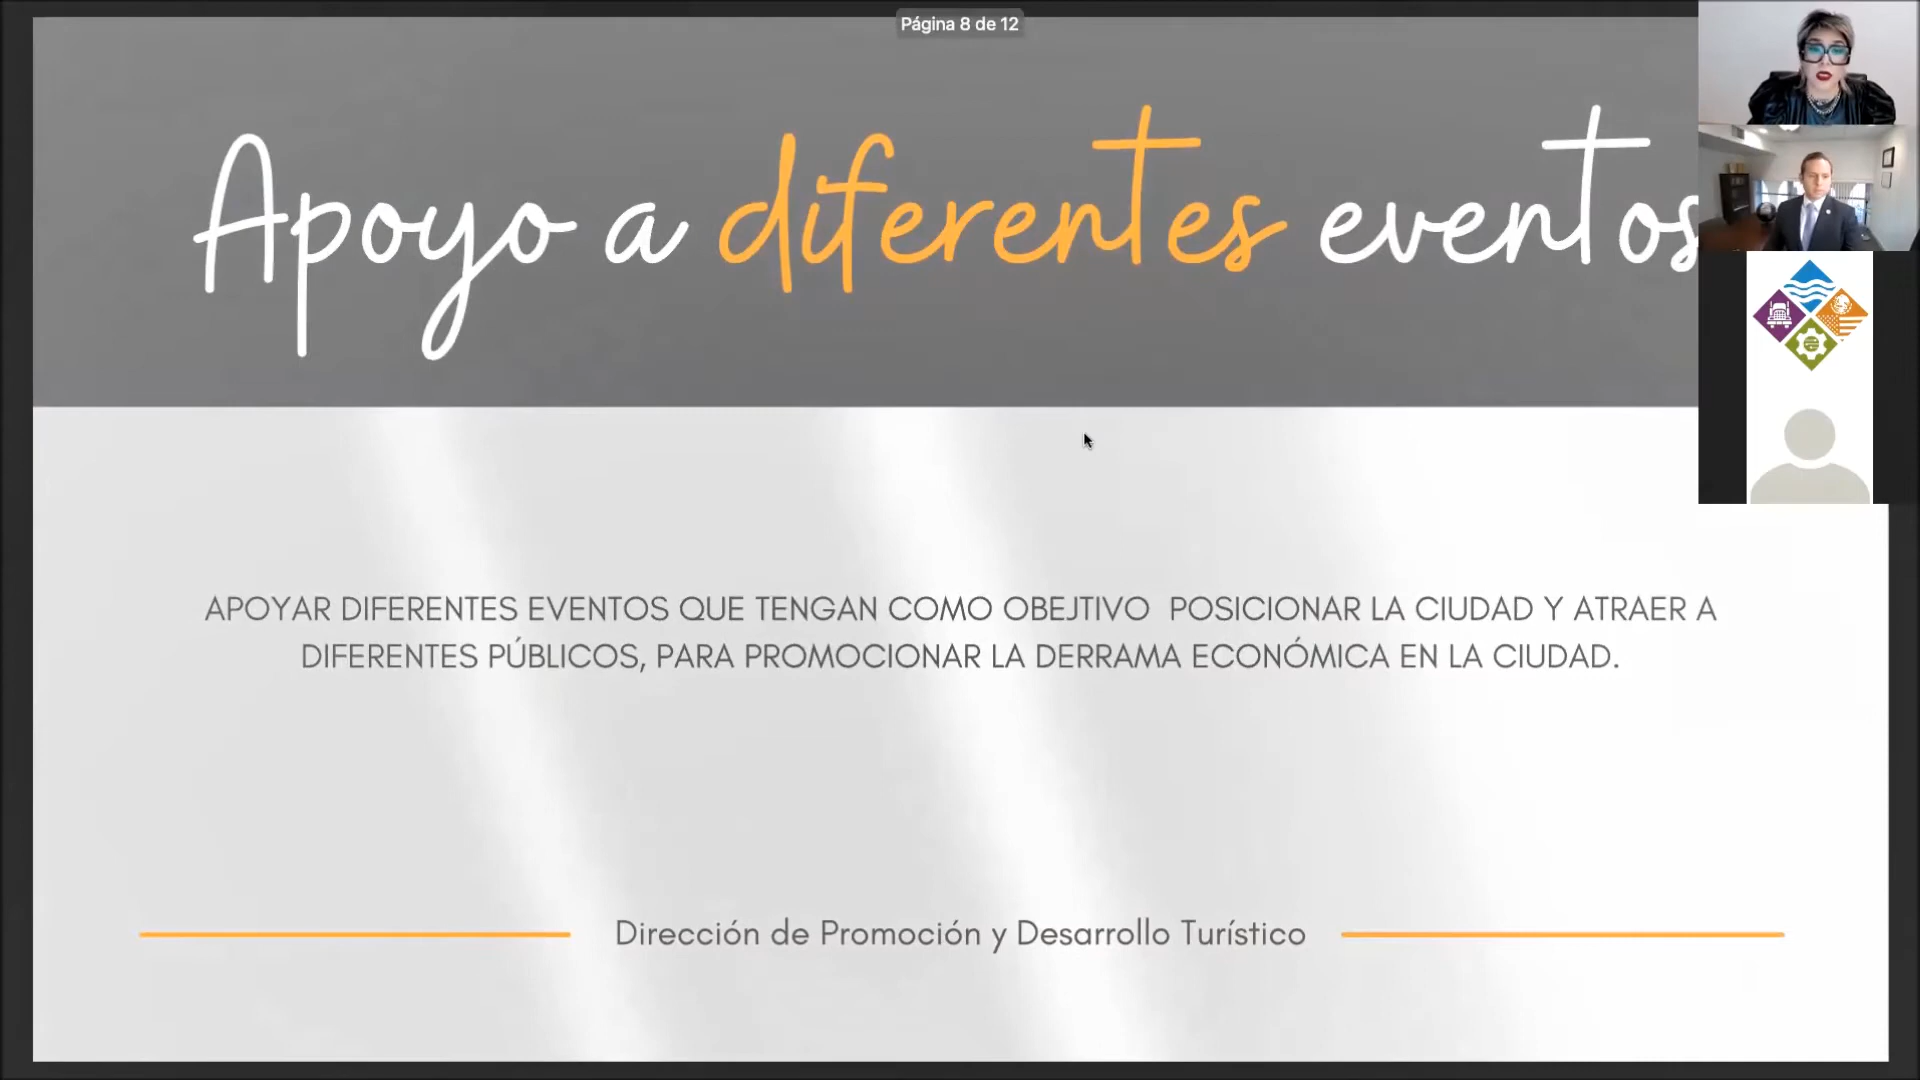 Página 8 de 12
Apoyo a diferentes eventos
APOYAR DIFERENTES EVENTOS QUE TENGAN COMO OBEJTIVO POSICIONAR LA CIUDAD Y ATRAER A
DIFERENTES PÚBLICOS, PARA PROMOCIONAR LA DERRAMA ECONÓMICA EN LA CIUDAD.
Dirección de Promoción y Desarrollo Turístico